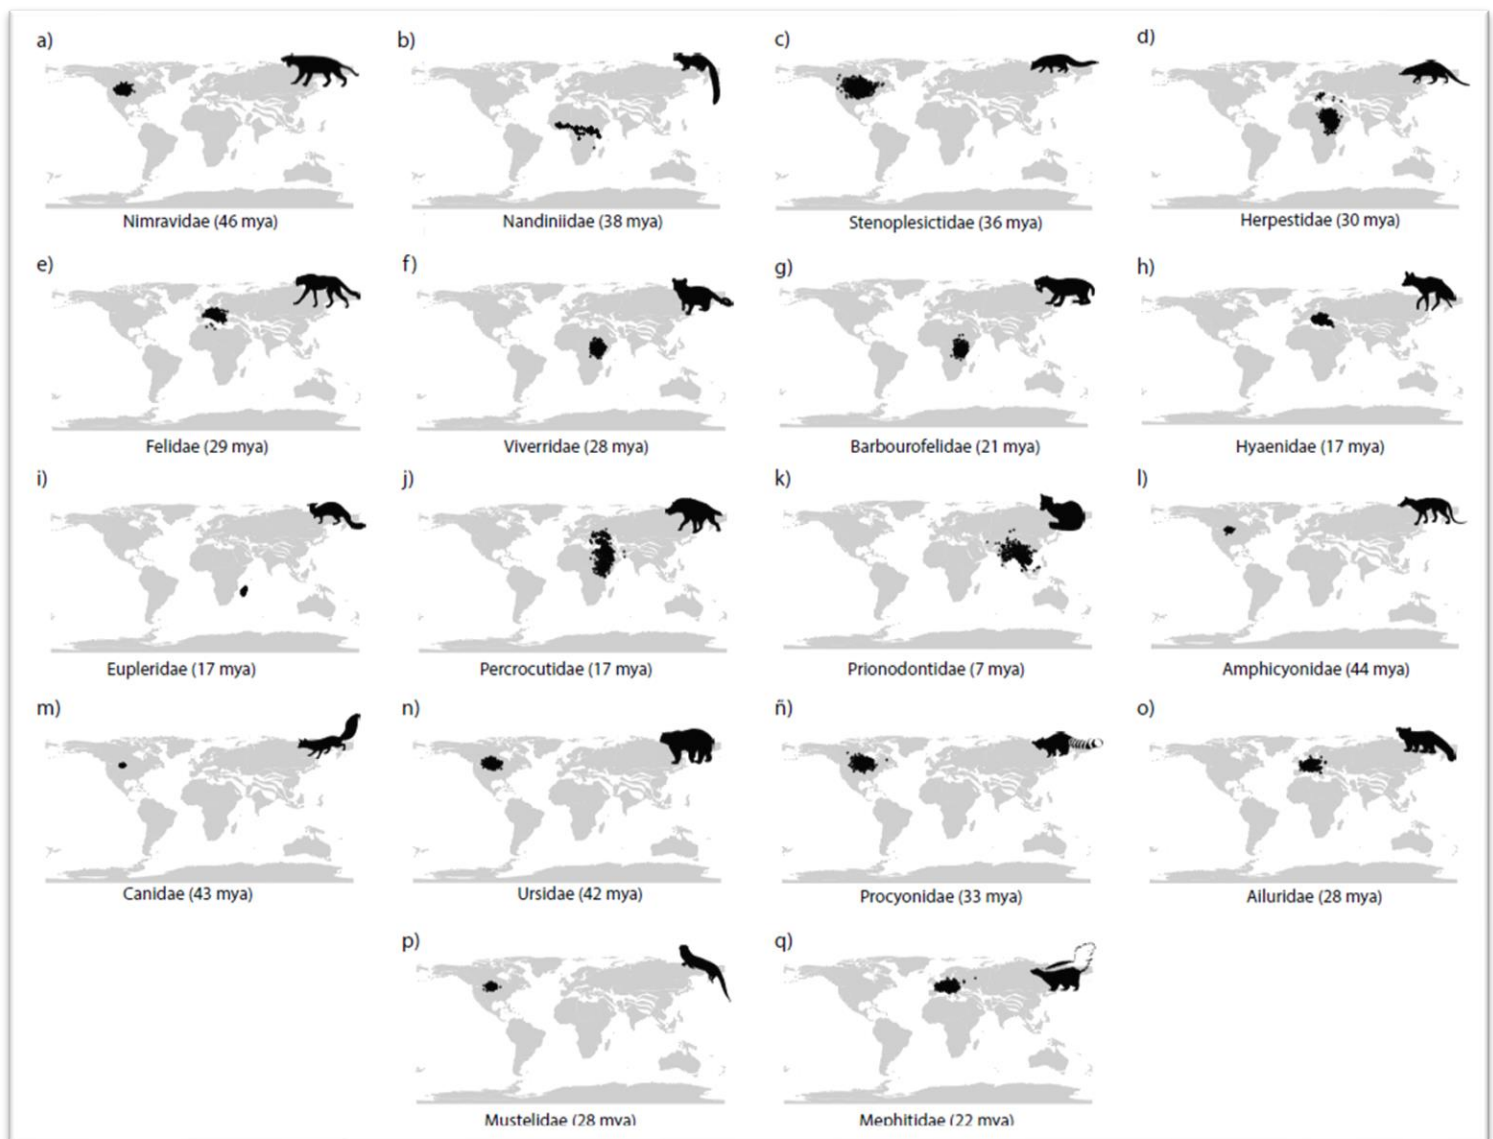 a) b) c) d)
Nimravidae (46 mya) Nandiniidae (38 mya) Stenoplesictidae (36 mya) Herpestidae (30 mya)
e) f) g) h)
Felidae (29 mya) Viverridae (28 mya) Barbourofelidae (21 mya) Hyaenidae (17 mya)
i) j) k) l)
Eupleridae (17 mya) Percrocutidae (17 mya) Prionodontidae (7 mya) Amphicyonidae (44 mya)
m) n) ñ) o)
Canidae (43 mya) Ursidae (42 mya) Procyonidae (33 mya) Ailuridae (28 mya)
p) q)
Mustelidae (28 mya) Mephitidae (22 mya)